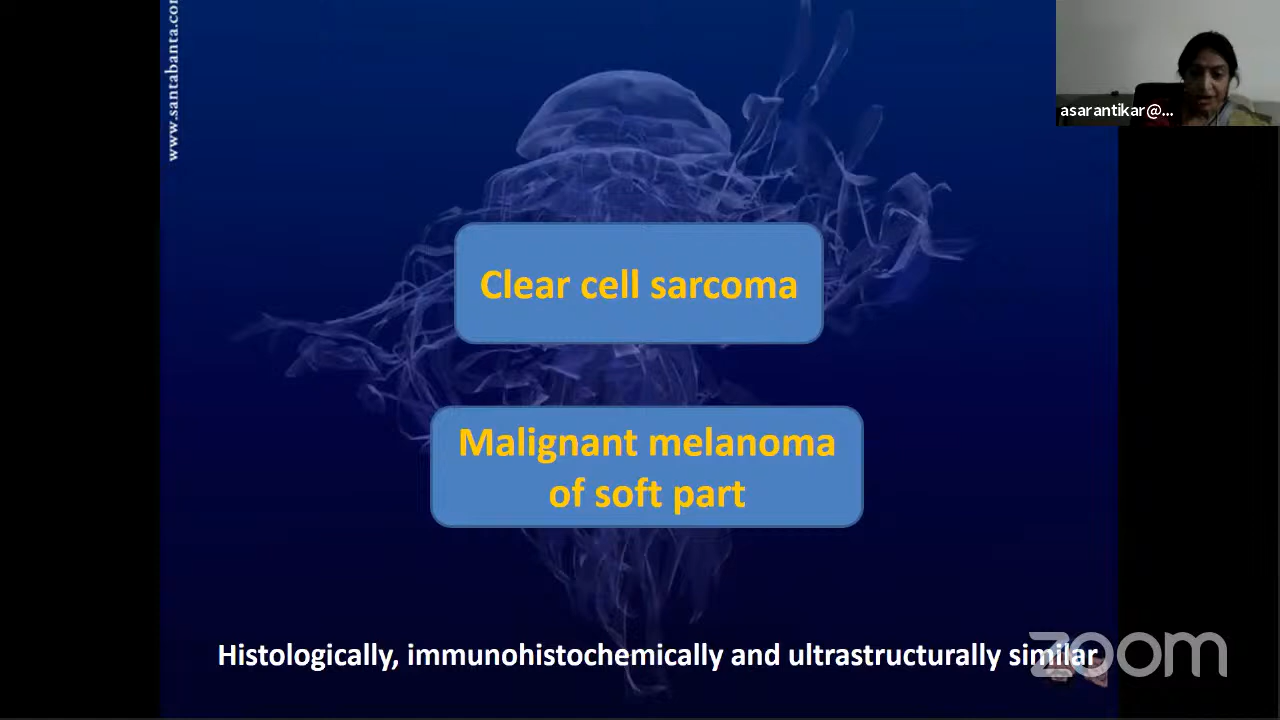 www.santabanta.com
asarantikar@...
Clear cell sarcoma
Malignant melanoma
of soft part
Histologically, immunohistochemically and ultrastructurally similar
zoom